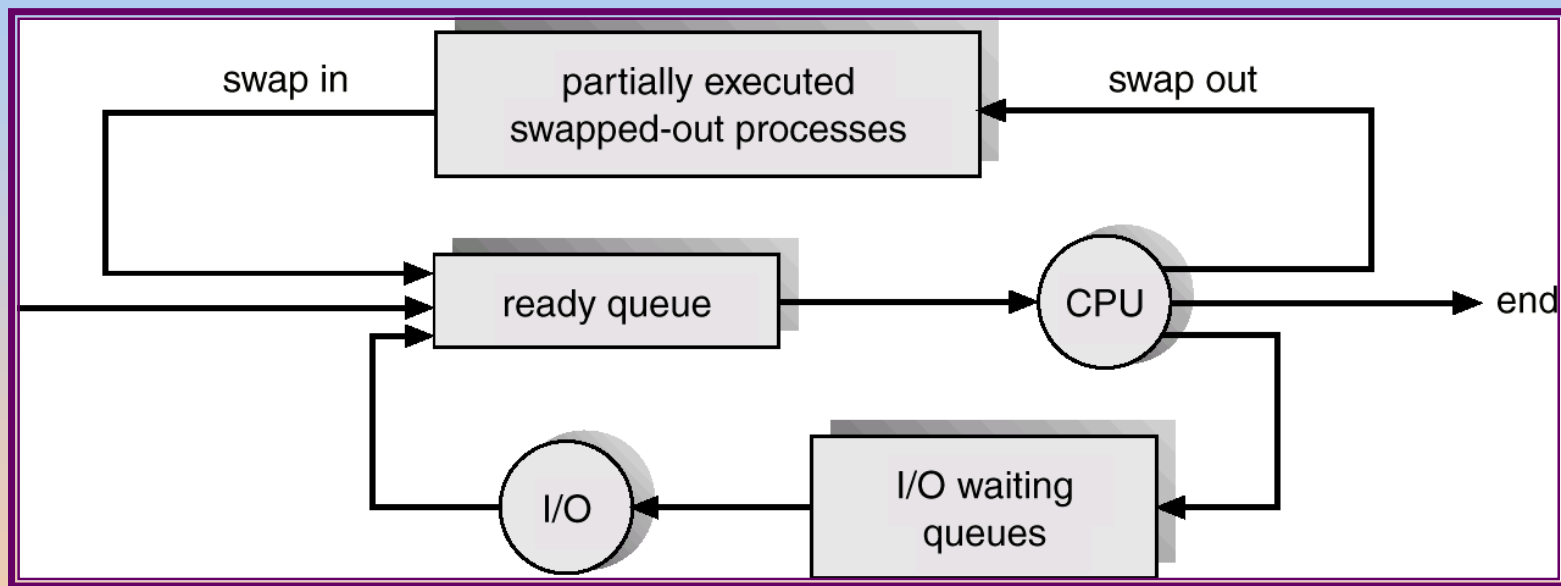 swap in
partially executed
swapped-out processes
swap out
ready queue
CPU
end
I/O
I/O waiting
queues